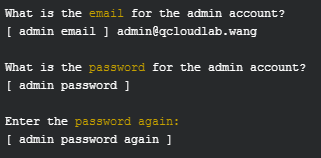 What is the email for the admin account?
[ admin email ] admin@qcloudlab.wang
What is the password for the admin account?
[ admin password ]
Enter the password again:
[ admin password again ]